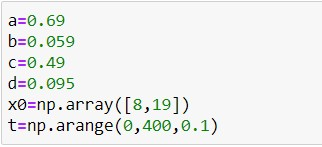 a=0.69
b=0.059
c=0.49
d=0.095
x0=np.array([8,19])
t=np.arange(0,400,0.1)